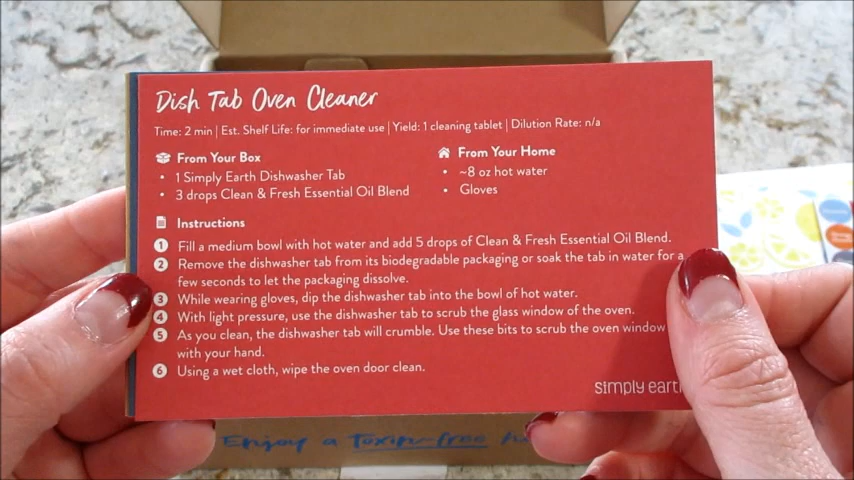 Dish Tab Oven Cleaner
Time: 2 min | Est. Shelf Life: for immediate use | Yield: 1 cleaning tablet | Dilution Rate: n/a
From Your Box
• 1 Simply Earth Dishwasher Tab
• 3 drops Clean & Fresh Essential Oil Blend
From Your Home
• ~8 oz hot water
• Gloves
Instructions
1 Fill a medium bowl with hot water and add 5 drops of Clean & Fresh Essential Oil Blend.
2 Remove the dishwasher tab from its biodegradable packaging or soak the tab in water for a
few seconds to let the packaging dissolve.
3 While wearing gloves, dip the dishwasher tab into the bowl of hot water.
4 With light pressure, use the dishwasher tab to scrub the glass window of the oven.
5 As you clean, the dishwasher tab will crumble. Use these bits to scrub the oven window
with your hand.
6 Using a wet cloth, wipe the oven door clean.
simply earth
Enjoy a toxin-free